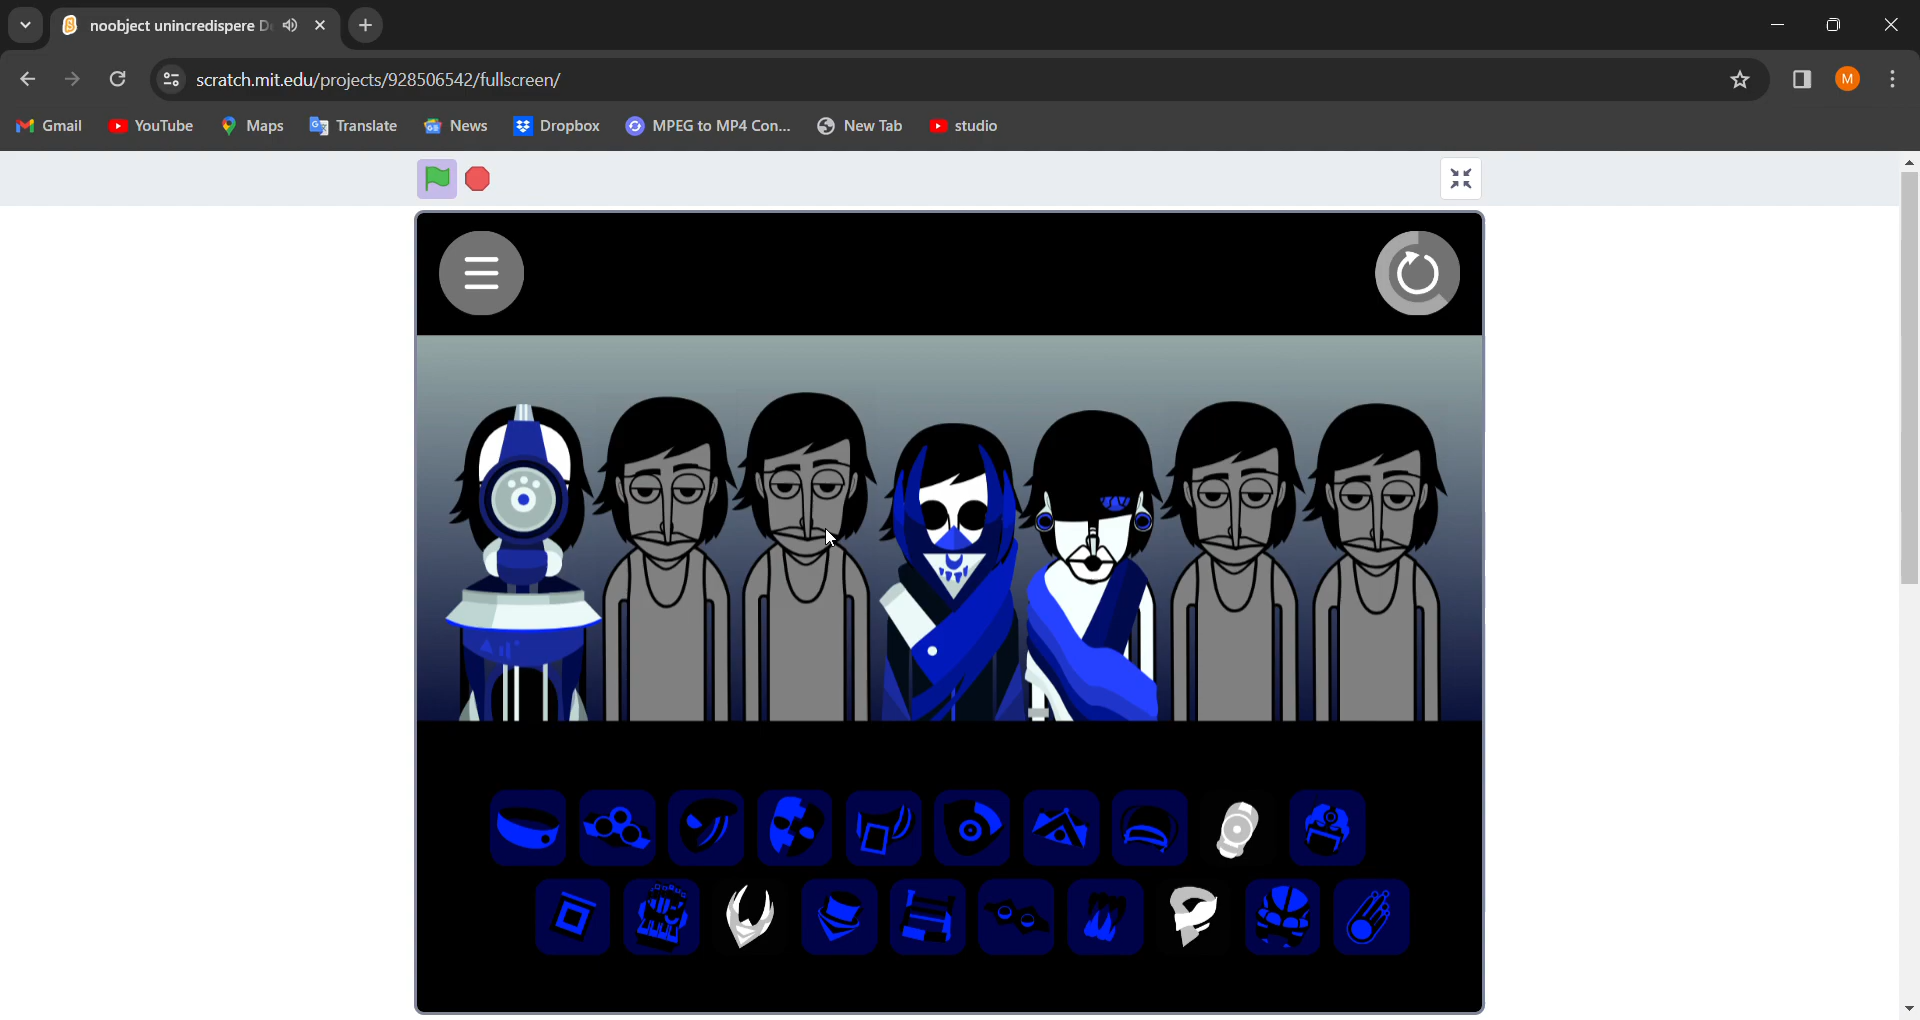 noobject unincredispere D
scratch.mit.edu/projects/928506542/fullscreen/
M
Gmail YouTube Maps Translate News Dropbox MPEG to MP4 Con... New Tab studio